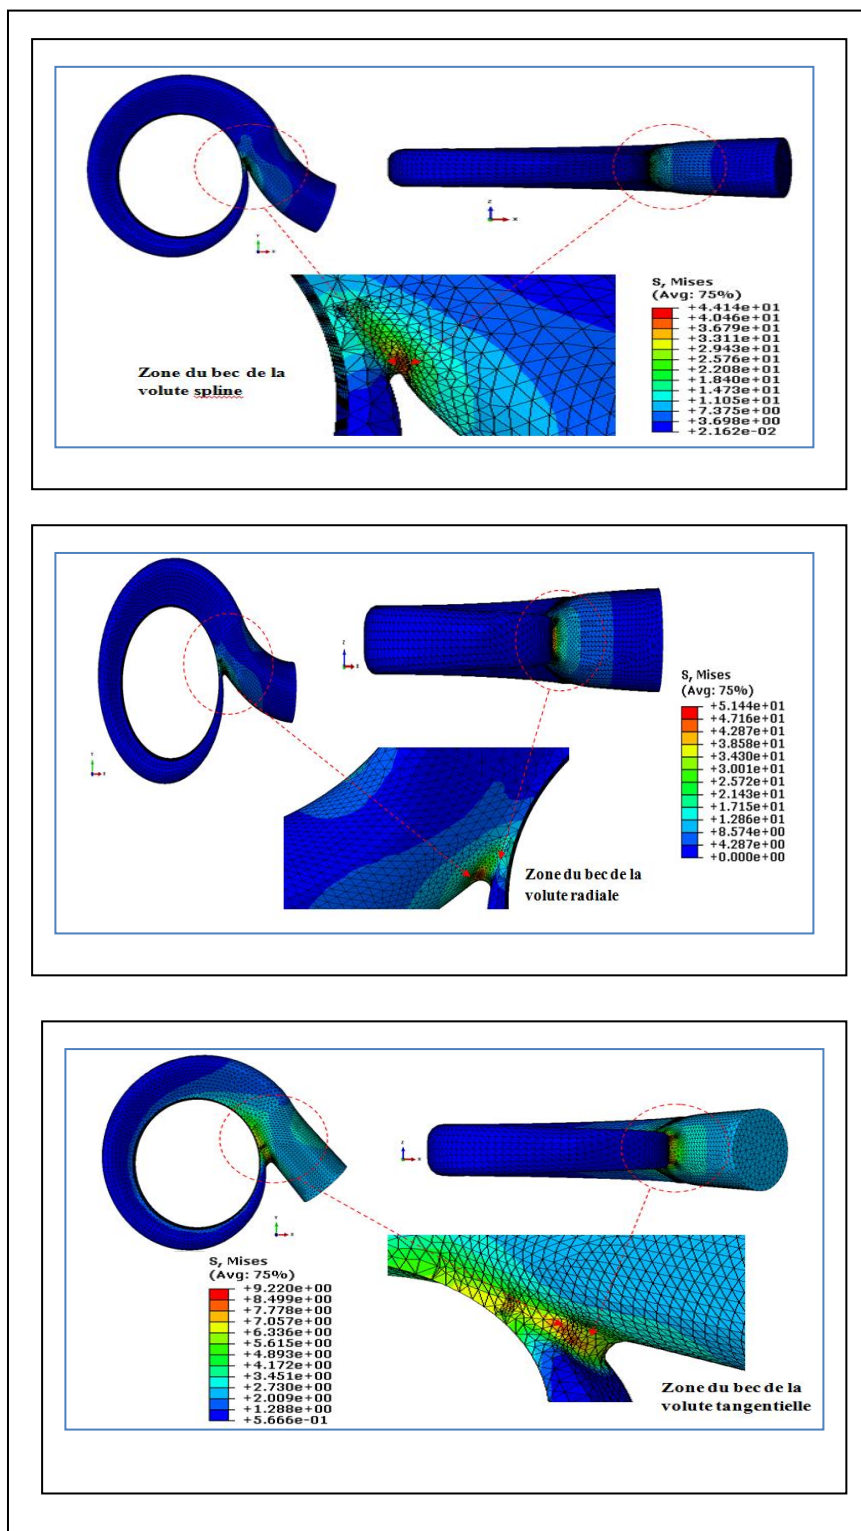 Z
X
Y
X
S, Mises
(Avg: 75%)
+4.414e+01
+4.046e+01
+3.679e+01
+3.311e+01
+2.943e+01
+2.576e+01
+2.208e+01
+1.840e+01
+1.473e+01
+1.105e+01
+7.375e+00
+3.698e+00
+2.162e-02
Zone du bec de la
volute spline
Z
X
Y
X
S, Mises
(Avg: 75%)
+5.144e+01
+4.716e+01
+4.287e+01
+3.858e+01
+3.430e+01
+3.001e+01
+2.572e+01
+2.143e+01
+1.715e+01
+1.286e+01
+8.574e+00
+4.287e+00
+0.000e+00
Zone du bec de la
volute radiale
Z
X
Y
X
S, Mises
(Avg: 75%)
+9.220e+00
+8.499e+00
+7.778e+00
+7.057e+00
+6.336e+00
+5.615e+00
+4.893e+00
+4.172e+00
+3.451e+00
+2.730e+00
+2.009e+00
+1.288e+00
+5.666e-01
Zone du bec de la
volute tangentielle